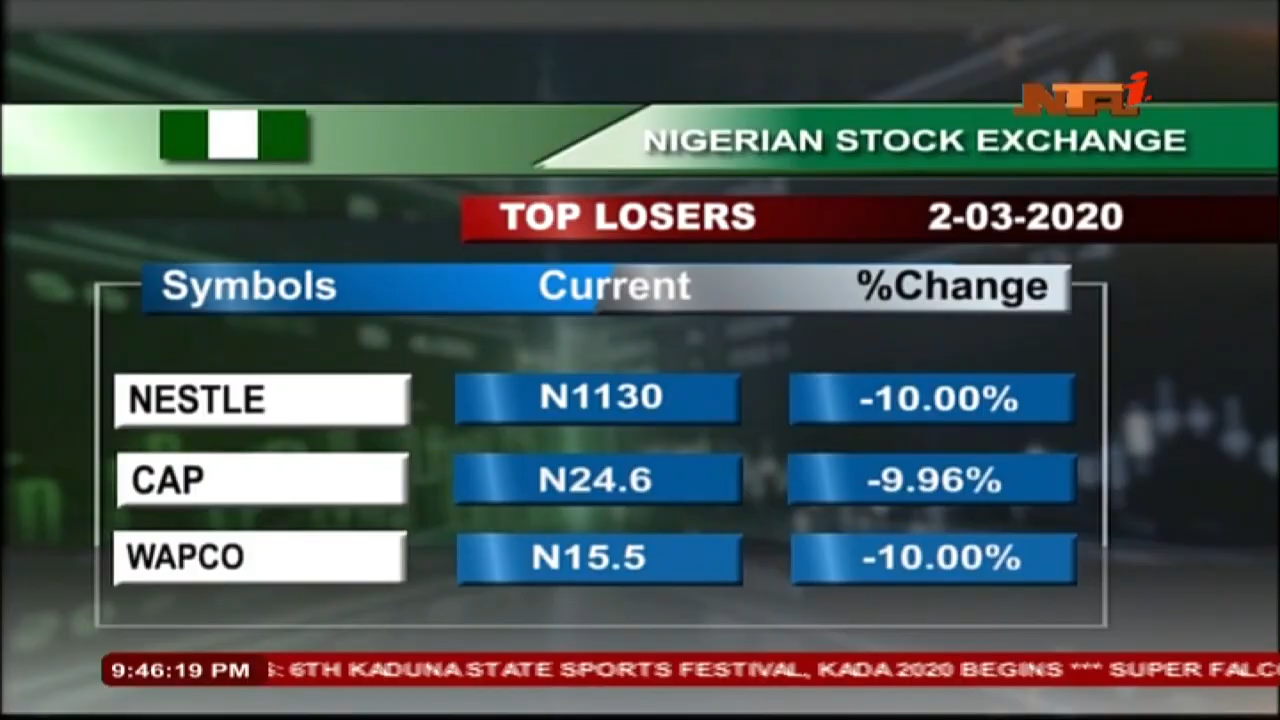 NTAi
NIGERIAN STOCK EXCHANGE
TOP LOSERS 2-03-2020
Symbols Current %Change
NESTLE N1130 -10.00%
CAP N24.6 -9.96%
WAPCO N15.5 -10.00%
9:46:19 PM S: 6TH KADUNA STATE SPORTS FESTIVAL, KADA 2020 BEGINS *** SUPER FALC